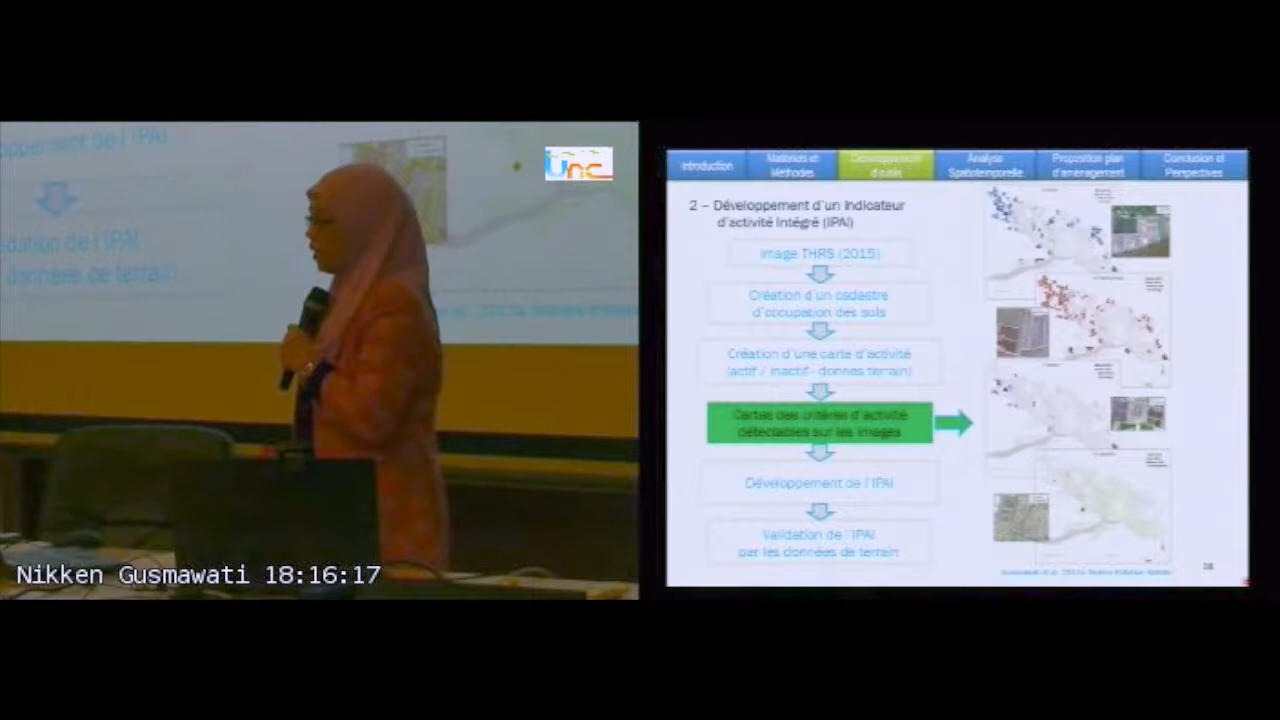 oppement de l'IPAI
dation de l'IPAI
données de terrain
Unc
Nikken Gusmawati 18:16:17
Introduction
Matériels et
Méthodes
Développement
d'outils
Analyse
Spatiotemporelle
Proposition plan
d'aménagement
Conclusion et
Perspectives
2 – Développement d'un Indicateur
d'activité Intégré (IPAI)
Image THRS (2015)
Création d'un cadastre
d'occupation des sols
Création d'une carte d'activité
(actif / inactif - donnes terrain)
Cartes des critères d'activité
détectables sur les images
Développement de l'IPAI
Validation de l'IPAI
par les données de terrain